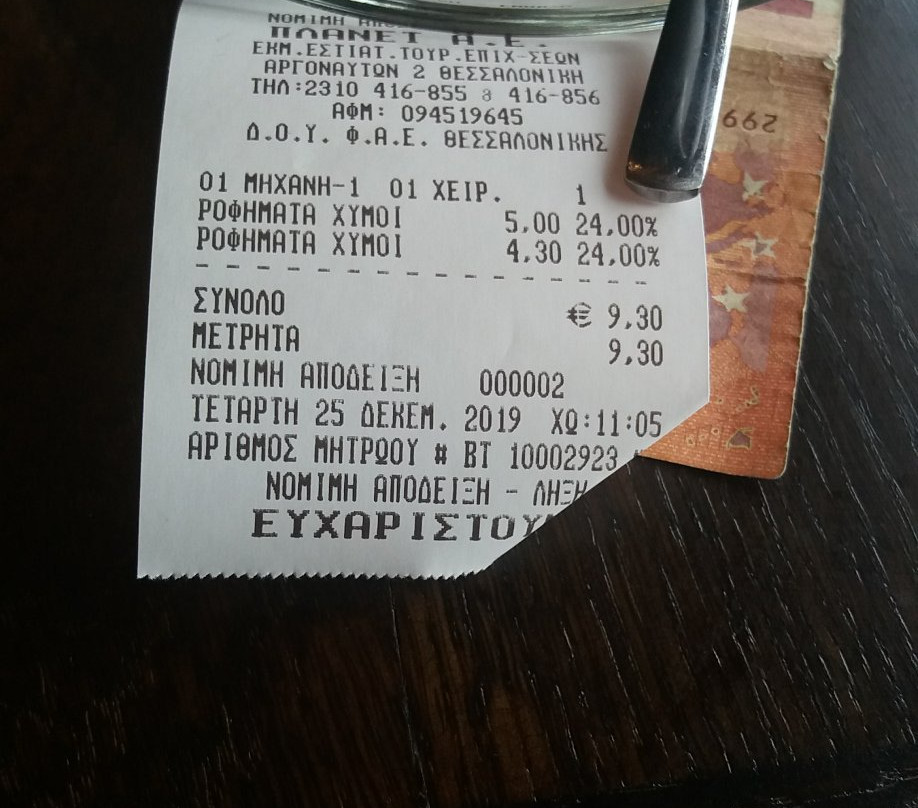 ΝΟΜΙΜΗ ΑΠΟ
ΠΛΑΝΕΤ Α.Ε.
ΕΚΜ.ΕΣΤΙΑΤ.ΤΟΥΡ.ΕΠΙΧ-ΣΕΩΝ
ΑΡΓΟΝΑΥΤΩΝ 2 ΘΕΣΣΑΛΟΝΙΚΗ
ΤΗΛ:2310 416-855 & 416-856
ΑΦΜ: 094519645
Δ.Ο.Υ. Φ.Α.Ε. ΘΕΣΣΑΛΟΝΙΚΗΣ
01 ΜΗΧΑΝΗ-1 01 ΧΕΙΡ. 1
ΡΟΦΗΜΑΤΑ ΧΥΜΟΙ 5,00 24,00%
ΡΟΦΗΜΑΤΑ ΧΥΜΟΙ 4,30 24,00%
ΣΥΝΟΛΟ € 9,30
ΜΕΤΡΗΤΑ 9,30
ΝΟΜΙΜΗ ΑΠΟΔΕΙΞΗ 000002
ΤΕΤΑΡΤΗ 25 ΔΕΚΕΜ. 2019 ΧΩ:11:05
ΑΡΙΘΜΟΣ ΜΗΤΡΩΟΥ # ΒΤ 10002923
ΝΟΜΙΜΗ ΑΠΟΔΕΙΞΗ - ΛΗΞΗ
ΕΥΧΑΡΙΣΤΟΥ